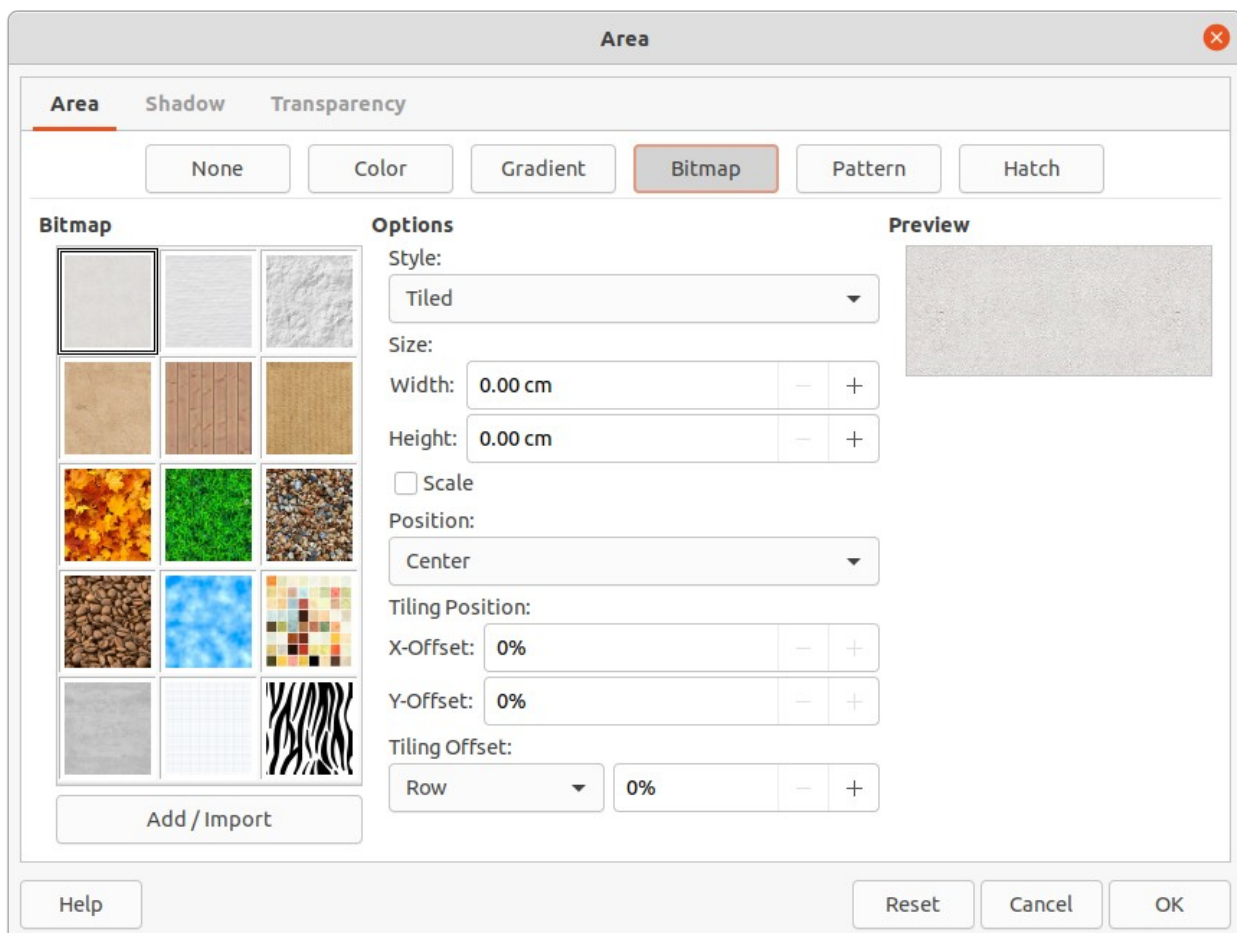 Area
Area Shadow Transparency
None Color Gradient Bitmap Pattern Hatch
Bitmap
Options
Preview
Style:
Tiled
Size:
Width: 0.00 cm
Height: 0.00 cm
Scale
Position:
Center
Tiling Position:
X-Offset: 0%
Y-Offset: 0%
Tiling Offset:
Row 0%
Add / Import
Help Reset Cancel OK